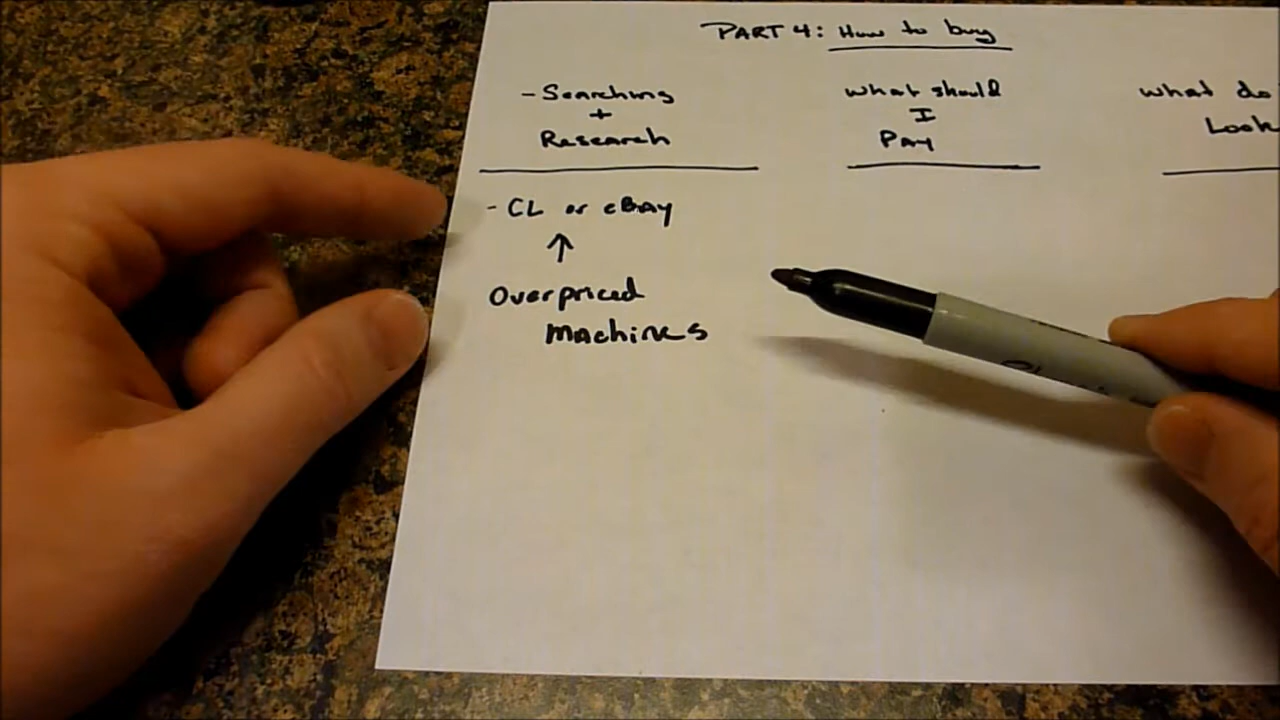 PART 4: How to buy
- Searching
+
Research
- CL or eBAY
↑
Overpriced
Machines
what should
I
PAY
what do
Look